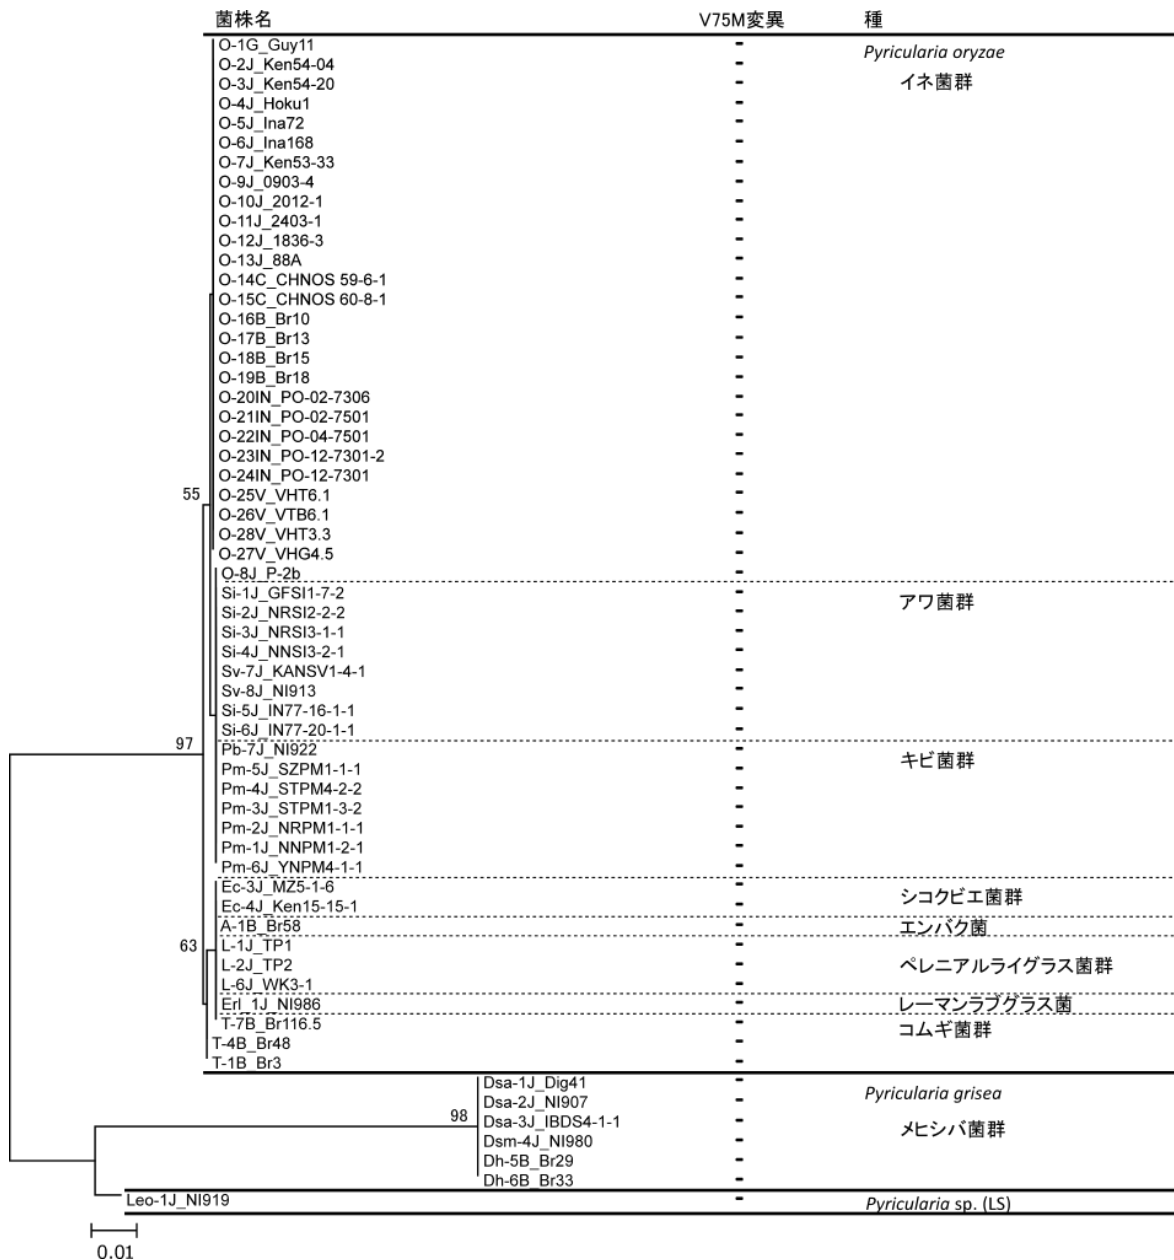 菌株名 V75M変異 種
O-1G_Guy11 -
Pyricularia oryzae
O-2J_Ken54-04 -
O-3J_Ken54-20 - イネ菌群
O-4J_Hoku1 -
O-5J_Ina72 -
O-6J_Ina168 -
O-7J_Ken53-33 -
O-9J_0903-4 -
O-10J_2012-1 -
O-11J_2403-1 -
O-12J_1836-3 -
O-13J_88A -
O-14C_CHNOS 59-6-1 -
O-15C_CHNOS 60-8-1 -
O-16B_Br10 -
O-17B_Br13 -
O-18B_Br15 -
O-19B_Br18 -
O-20IN_PO-02-7306 -
O-21IN_PO-02-7501 -
O-22IN_PO-04-7501 -
O-23IN_PO-12-7301-2 -
O-24IN_PO-12-7301 -
55 O-25V_VHT6.1 -
O-26V_VTB6.1 -
O-28V_VHT3.3 -
O-27V_VHG4.5 -
O-8J_P-2b -
Si-1J_GFSI1-7-2 - アワ菌群
Si-2J_NRSI2-2-2 -
Si-3J_NRSI3-1-1 -
Si-4J_NNSI3-2-1 -
Sv-7J_KANSV1-4-1 -
Sv-8J_NI913 -
Si-5J_IN77-16-1-1 -
Si-6J_IN77-20-1-1 -
97 Pb-7J_NI922 - キビ菌群
Pm-5J_SZPM1-1-1 -
Pm-4J_STPM4-2-2 -
Pm-3J_STPM1-3-2 -
Pm-2J_NRPM1-1-1 -
Pm-1J_NNPM1-2-1 -
Pm-6J_YNPM4-1-1 -
Ec-3J_MZ5-1-6 - シコクビエ菌群
Ec-4J_Ken15-15-1 -
A-1B_Br58 - エンバク菌
63 L-1J_TP1 -
L-2J_TP2 - ペレニアルライグラス菌群
L-6J_WK3-1 -
Erl_1J_NI986 - レーマンラブグラス菌
T-7B_Br116.5 - コムギ菌群
T-4B_Br48 -
T-1B_Br3 -
Dsa-1J_Dig41 - Pyricularia grisea
Dsa-2J_NI907 -
98 Dsa-3J_IBDS4-1-1 - メヒシバ菌群
Dsm-4J_NI980 -
Dh-5B_Br29 -
Dh-6B_Br33 -
Leo-1J_NI919 - Pyricularia sp. (LS)
0.01